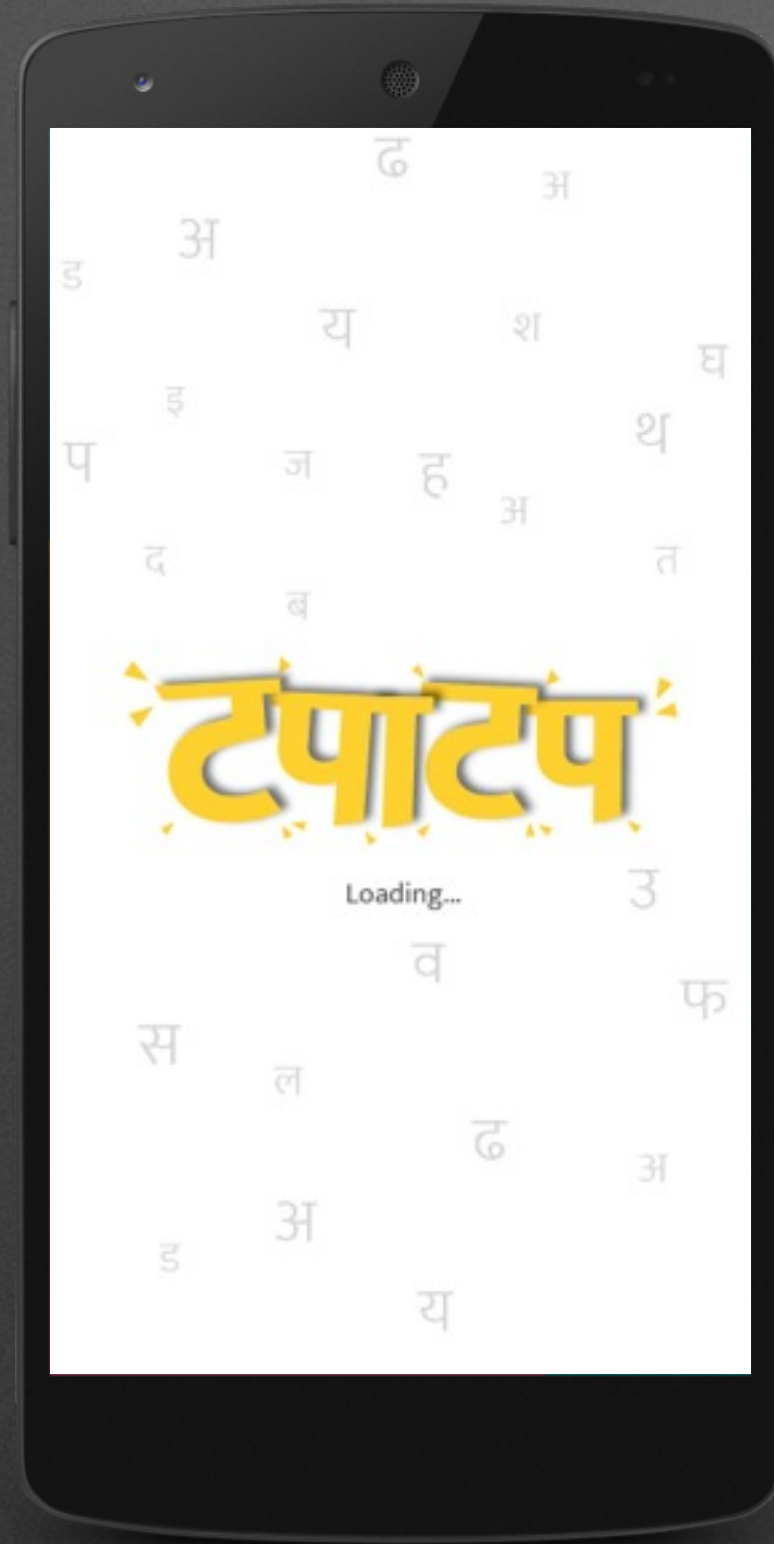 ढ
अ
अ
ड
य
श
घ
इ
थ
प
ज
ह
अ
द
त
ब
टपाटप
Loading...
उ
व
फ
स
ल
ढ
अ
अ
ड
य